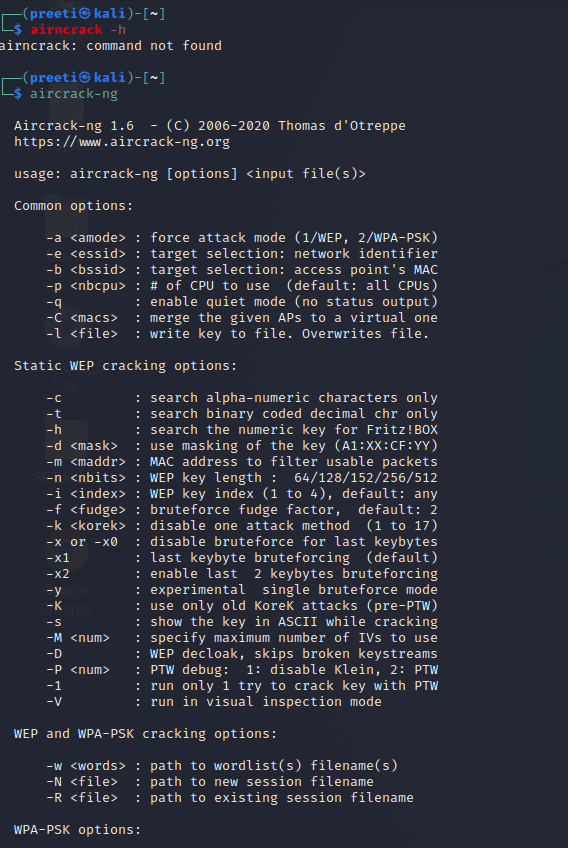 ┌──(preeti㉿kali)-[~]
└─$ airncrack -h
airncrack: command not found
┌──(preeti㉿kali)-[~]
└─$ aircrack-ng
Aircrack-ng 1.6  - (C) 2006-2020 Thomas d'Otreppe
https://www.aircrack-ng.org
usage: aircrack-ng [options] <input file(s)>
Common options:
-a <amode> : force attack mode (1/WEP, 2/WPA-PSK)
-e <essid> : target selection: network identifier
-b <bssid> : target selection: access point's MAC
-p <nbcpu> : # of CPU to use  (default: all CPUs)
-q         : enable quiet mode (no status output)
-C <macs>  : merge the given APs to a virtual one
-l <file>  : write key to file. Overwrites file.
Static WEP cracking options:
-c         : search alpha-numeric characters only
-t         : search binary coded decimal chr only
-h         : search the numeric key for Fritz!BOX
-d <mask>  : use masking of the key (A1:XX:CF:YY)
-m <maddr> : MAC address to filter usable packets
-n <nbits> : WEP key length :  64/128/152/256/512
-i <index> : WEP key index (1 to 4), default: any
-f <fudge> : bruteforce fudge factor,  default: 2
-k <korek> : disable one attack method  (1 to 17)
-x or -x0  : disable bruteforce for last keybytes
-x1        : last keybyte bruteforcing  (default)
-x2        : enable last  2 keybytes bruteforcing
-y         : experimental  single bruteforce mode
-K         : use only old KoreK attacks (pre-PTW)
-s         : show the key in ASCII while cracking
-M <num>   : specify maximum number of IVs to use
-D         : WEP decloak, skips broken keystreams
-P <num>   : PTW debug:  1: disable Klein, 2: PTW
-1         : run only 1 try to crack key with PTW
-V         : run in visual inspection mode
WEP and WPA-PSK cracking options:
-w <words> : path to wordlist(s) filename(s)
-N <file>  : path to new session filename
-R <file>  : path to existing session filename
WPA-PSK options: